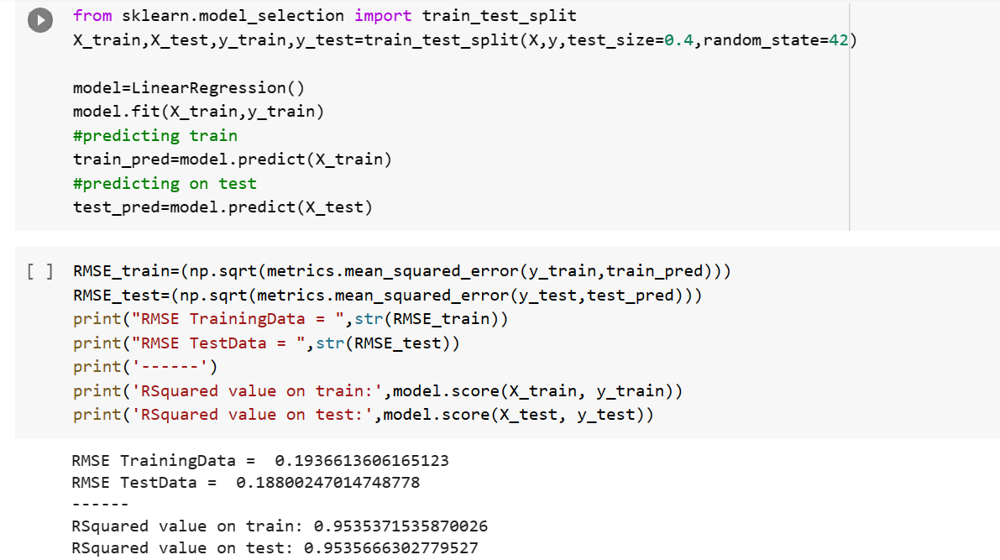 from sklearn.model_selection import train_test_split
X_train,X_test,y_train,y_test=train_test_split(X,y,test_size=0.4,random_state=42)
model=LinearRegression()
model.fit(X_train,y_train)
#predicting train
train_pred=model.predict(X_train)
#predicting on test
test_pred=model.predict(X_test)
[ ] RMSE_train=(np.sqrt(metrics.mean_squared_error(y_train,train_pred)))
RMSE_test=(np.sqrt(metrics.mean_squared_error(y_test,test_pred)))
print("RMSE TrainingData = ",str(RMSE_train))
print("RMSE TestData = ",str(RMSE_test))
print('------')
print('RSquared value on train:',model.score(X_train, y_train))
print('RSquared value on test:',model.score(X_test, y_test))
RMSE TrainingData =  0.1936613606165123
RMSE TestData =  0.18800247014748778
------
RSquared value on train: 0.9535371535870026
RSquared value on test: 0.9535666302779527